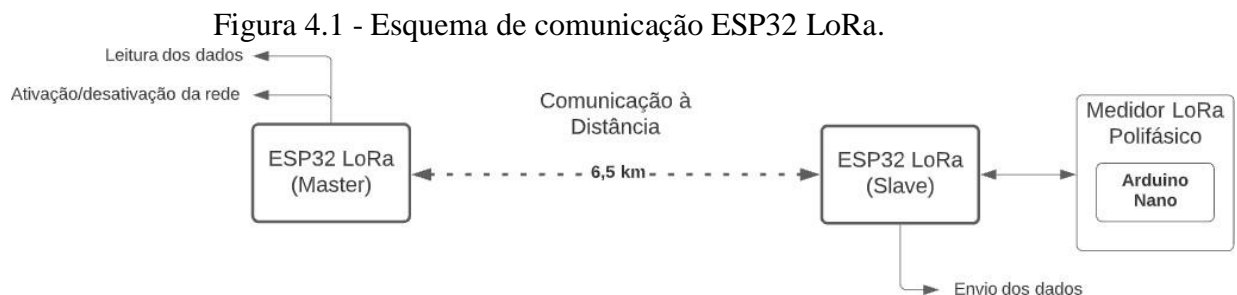 Figura 4.1 - Esquema de comunicação ESP32 LoRa.
Leitura dos dados
Ativação/desativação da rede
ESP32 LoRa
(Master)
Comunicação à
Distância
6,5 km
ESP32 LoRa
(Slave)
Medidor LoRa
Polifásico
Arduino
Nano
Envio dos dados